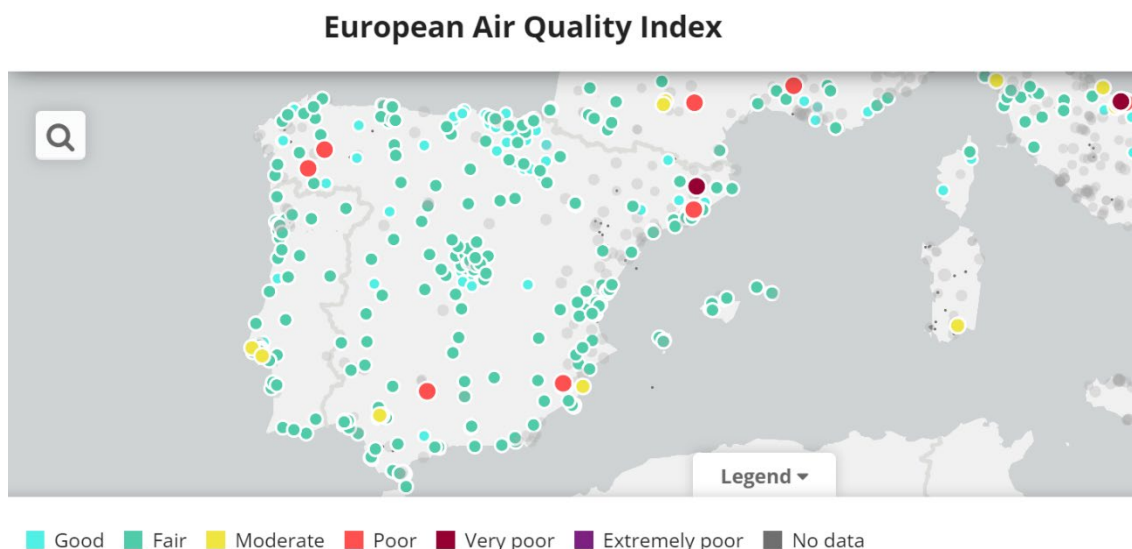 European Air Quality Index
Legend
Good Fair Moderate Poor Very poor Extremely poor No data